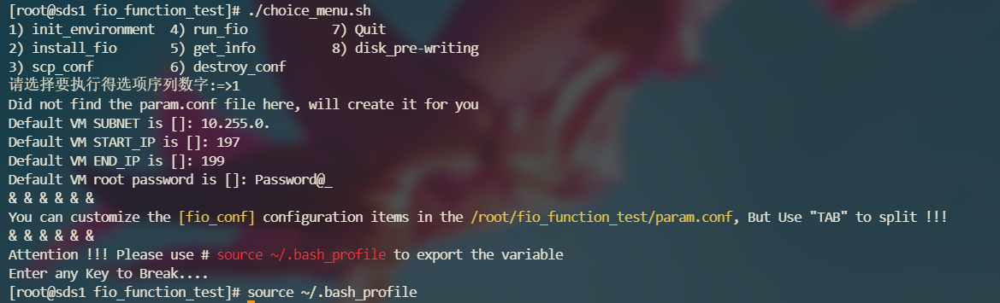 [root@sds1 fio_function_test]# ./choice_menu.sh
1) init_environment  4) run_fio           7) Quit
2) install_fio       5) get_info          8) disk_pre-writing
3) scp_conf          6) destroy_conf
请选择要执行得选项序列数字:=>1
Did not find the param.conf file here, will create it for you
Default VM SUBNET is []: 10.255.0.
Default VM START_IP is []: 197
Default VM END_IP is []: 199
Default VM root password is []: Password@_
& & & & & &
You can customize the [fio_conf] configuration items in the /root/fio_function_test/param.conf, But Use "TAB" to split !!!
& & & & & &
Attention !!! Please use # source ~/.bash_profile to export the variable
Enter any Key to Break....
[root@sds1 fio_function_test]# source ~/.bash_profile